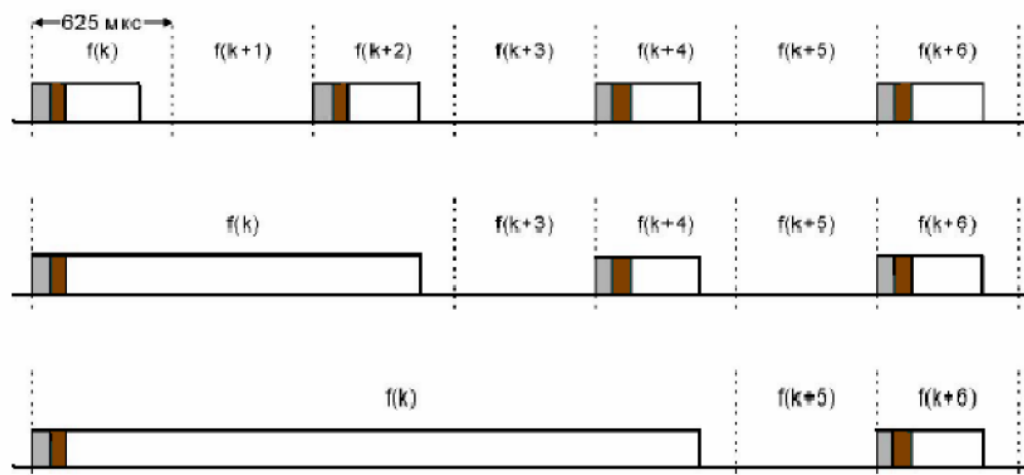 625 мкс
f(k) f(k+1) f(k+2) f(k+3) f(k+4) f(k+5) f(k+6)
f(k) f(k+3) f(k+4) f(k+5) f(k+6)
f(k) f(k+5) f(k+6)